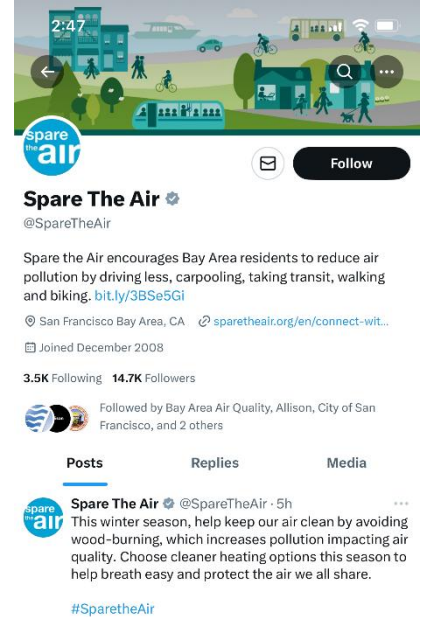 2:47
spare
the
air
Follow
Spare The Air
@SpareTheAir
Spare the Air encourages Bay Area residents to reduce air
pollution by driving less, carpooling, taking transit, walking
and biking. bit.ly/3BSe5Gi
San Francisco Bay Area, CA sparetheair.org/en/connect-wit...
Joined December 2008
3.5K Following 14.7K Followers
Followed by Bay Area Air Quality, Allison, City of San
Francisco, and 2 others
Posts Replies Media
spare
the
air
Spare The Air @SpareTheAir · 5h
This winter season, help keep our air clean by avoiding
wood-burning, which increases pollution impacting air
quality. Choose cleaner heating options this season to
help breath easy and protect the air we all share.
#SparetheAir